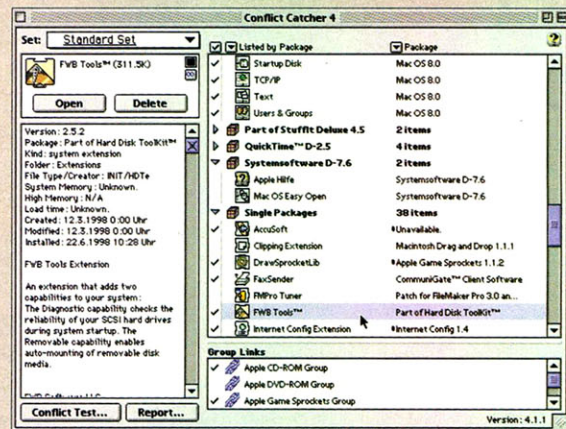 Conflict Catcher 4
Set: Standard Set
FWB Tools™ (311.5K)
Open
Delete
Version: 2.5.2
Package: Part of Hard Disk ToolKit™
Kind: system extension
Folder: Extensions
File Type/Creator: INIT/HDTe
System Memory: Unknown.
High Memory: N/A
Load time: Unknown.
Created: 12.3.1998 0:00 Uhr
Modified: 12.3.1998 0:00 Uhr
Installed: 22.6.1998 10:28 Uhr
FWB Tools Extension
An extension that adds two
capabilities to your system:
The Diagnostic capability checks the
reliability of your SCSI hard drives
during system startup. The
Removable capability enables
auto-mounting of removable disk
media.
Conflict Test...
Report...
Listed by Package
Package
Startup Disk Mac OS 8.0
TCP/IP Mac OS 8.0
Text Mac OS 8.0
Users & Groups Mac OS 8.0
Part of StuffIt Deluxe 4.5 2 items
QuickTime™ D-2.5 4 items
Systemsoftware D-7.6 2 items
Apple Hilfe Systemsoftware D-7.6
Mac OS Easy Open Systemsoftware D-7.6
Single Packages 38 items
AccuSoft Unavailable.
Clipping Extension Macintosh Drag and Drop 1.1.1
DrawSprocketLib Apple Game Sprockets 1.1.2
FaxSender CommuniGate™ Client Software
FMPro Tuner Patch for FileMaker Pro 3.0 an...
FWB Tools™ Part of Hard Disk ToolKit™
Internet Config Extension Internet Config 1.4
Group Links
Apple CD-ROM Group
Apple DVD-ROM Group
Apple Game Sprockets Group
Version: 4.1.1